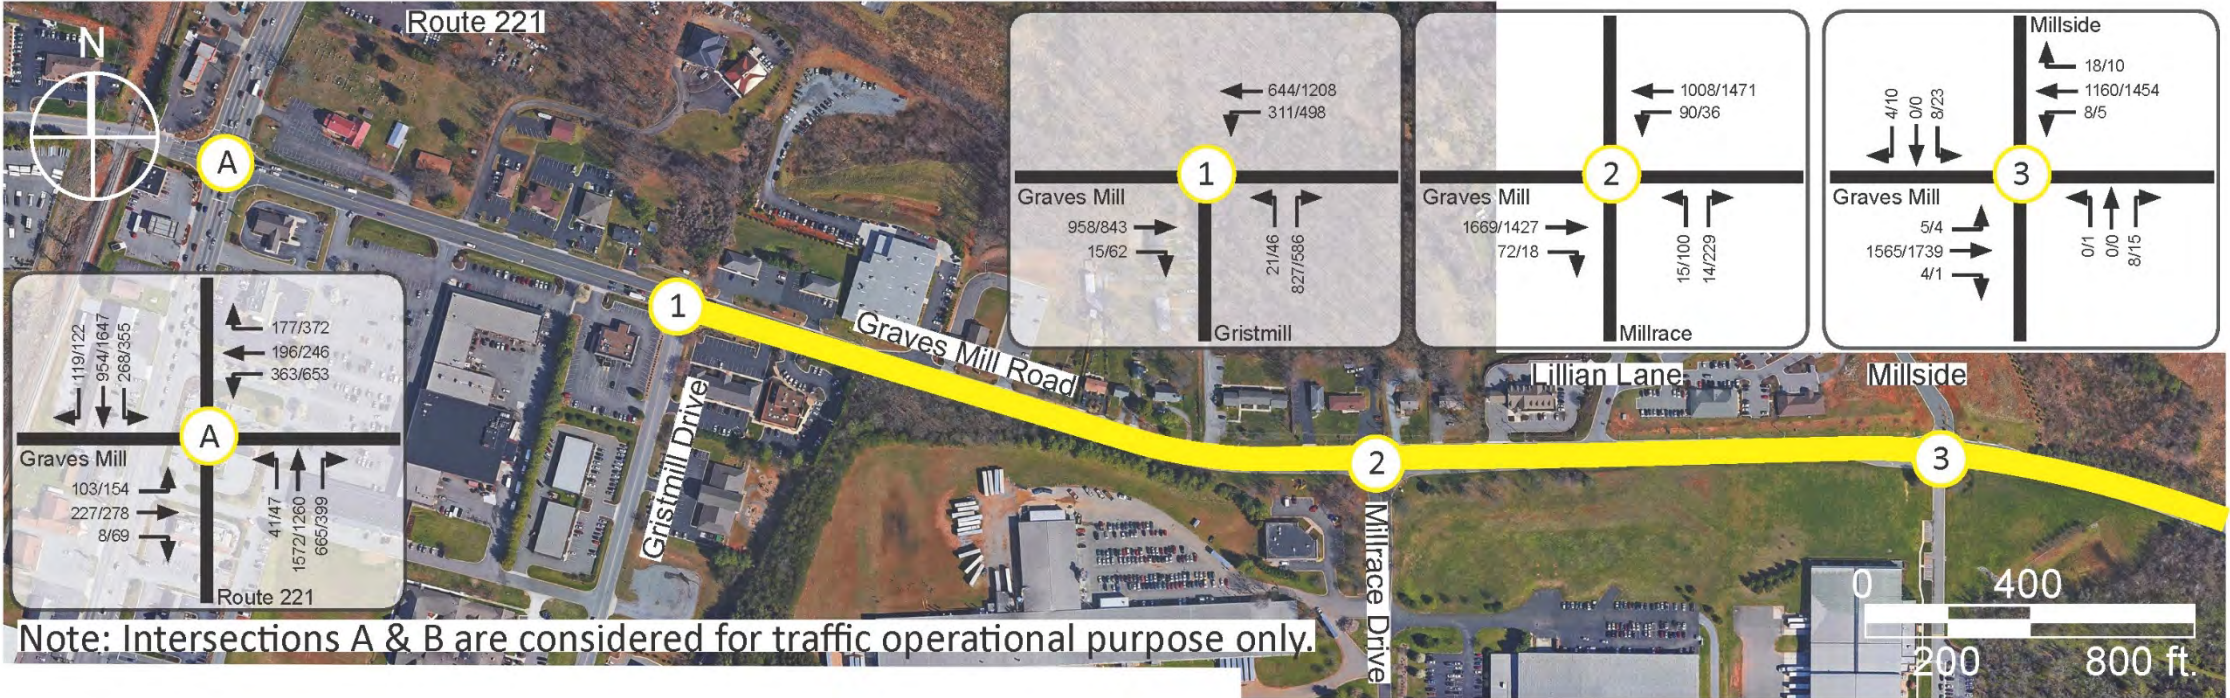 Route 221
N
A
1
Graves Mill Road
Gristmill Drive
2
Millrace Drive
Lillian Lane
Millside
3
644/1208
311/498
1
Graves Mill
958/843
15/62
21/46
827/586
Gristmill
1008/1471
90/36
2
Graves Mill
1669/1427
72/18
15/100
14/229
Millrace
Millside
18/10
1160/1454
8/5
4/10
0/0
8/23
3
Graves Mill
5/4
1565/1739
4/1
0/1
0/0
8/15
119/122
954/1647
268/355
177/372
196/246
363/653
A
Graves Mill
103/154
227/278
8/69
41/47
1572/1260
665/399
Route 221
0 400
200 800 ft.
Note: Intersections A & B are considered for traffic operational purpose only.